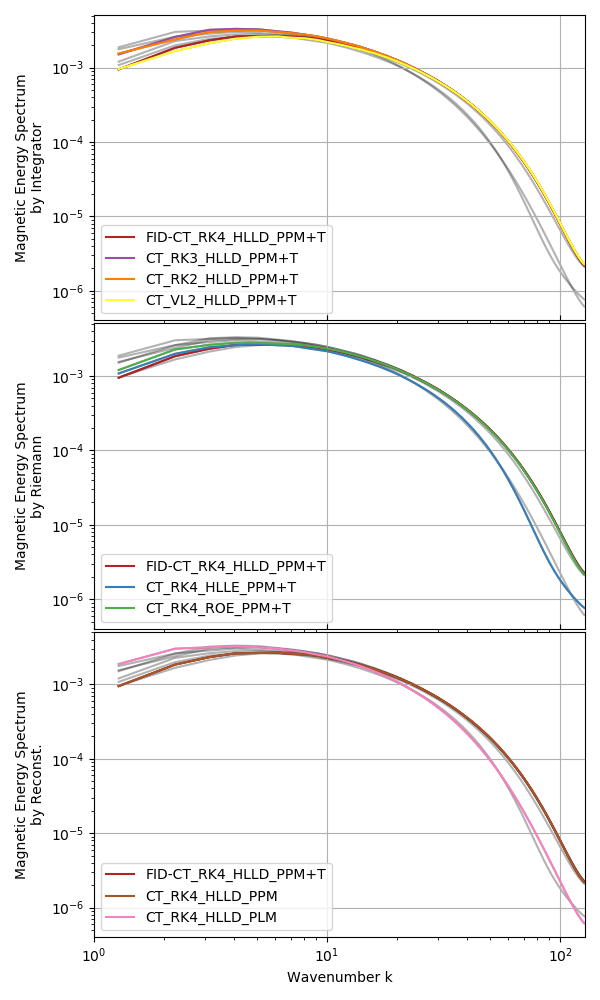 Magnetic Energy Spectrum
by Integrator
10⁻³
10⁻⁴
10⁻⁵
10⁻⁶
FID-CT_RK4_HLLD_PPM+T
CT_RK3_HLLD_PPM+T
CT_RK2_HLLD_PPM+T
CT_VL2_HLLD_PPM+T
Magnetic Energy Spectrum
by Riemann
10⁻³
10⁻⁴
10⁻⁵
10⁻⁶
FID-CT_RK4_HLLD_PPM+T
CT_RK4_HLLE_PPM+T
CT_RK4_ROE_PPM+T
Magnetic Energy Spectrum
by Reconst.
10⁻³
10⁻⁴
10⁻⁵
10⁻⁶
FID-CT_RK4_HLLD_PPM+T
CT_RK4_HLLD_PPM
CT_RK4_HLLD_PLM
10⁰ 10¹ 10²
Wavenumber k